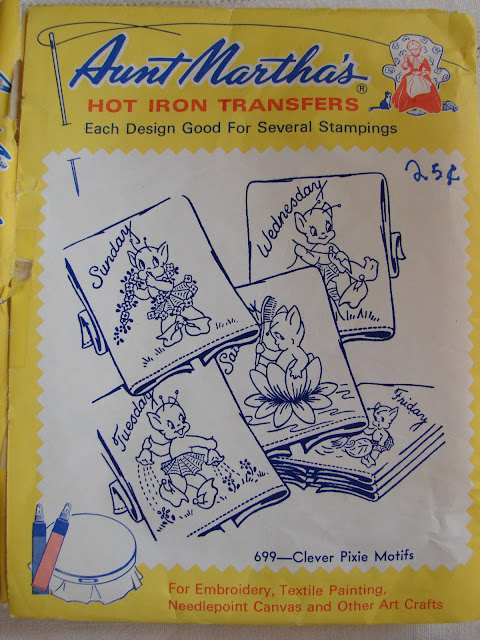 Aunt Martha's®
HOT IRON TRANSFERS
Each Design Good For Several Stampings
25¢
Sunday
Wednesday
Sa
Tuesday
Friday
699—Clever Pixie Motifs
For Embroidery, Textile Painting,
Needlepoint Canvas and Other Art Crafts